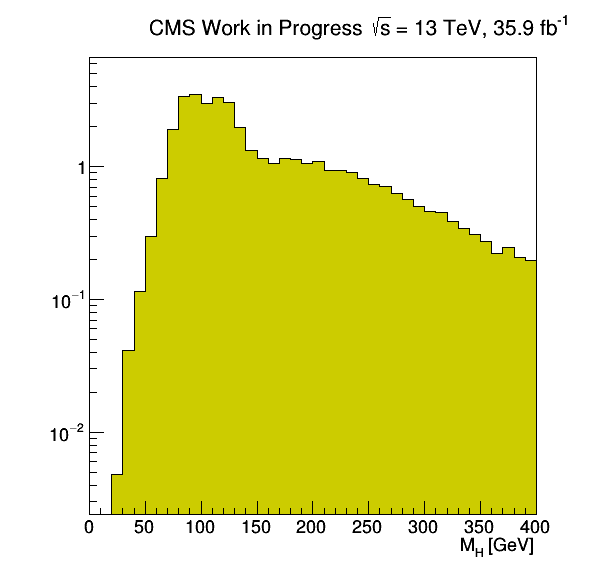 CMS Work in Progress √s = 13 TeV, 35.9 fb⁻¹
1
10⁻¹
10⁻²
0 50 100 150 200 250 300 350 400
M_H [GeV]